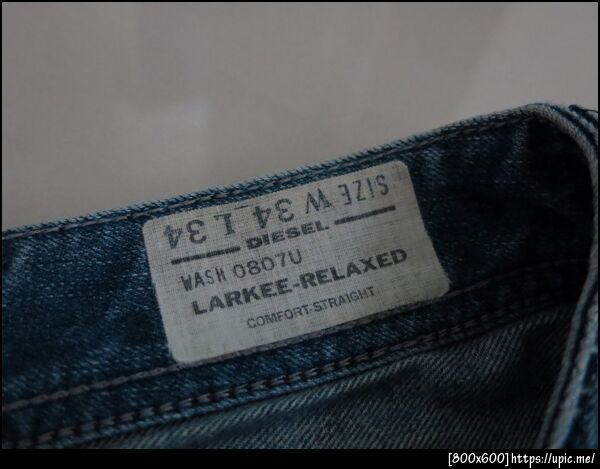 SIZE W 34 L 34
DIESEL
WASH 0807U
LARKEE-RELAXED
COMFORT-STRAIGHT
[800x600]https://upic.me/